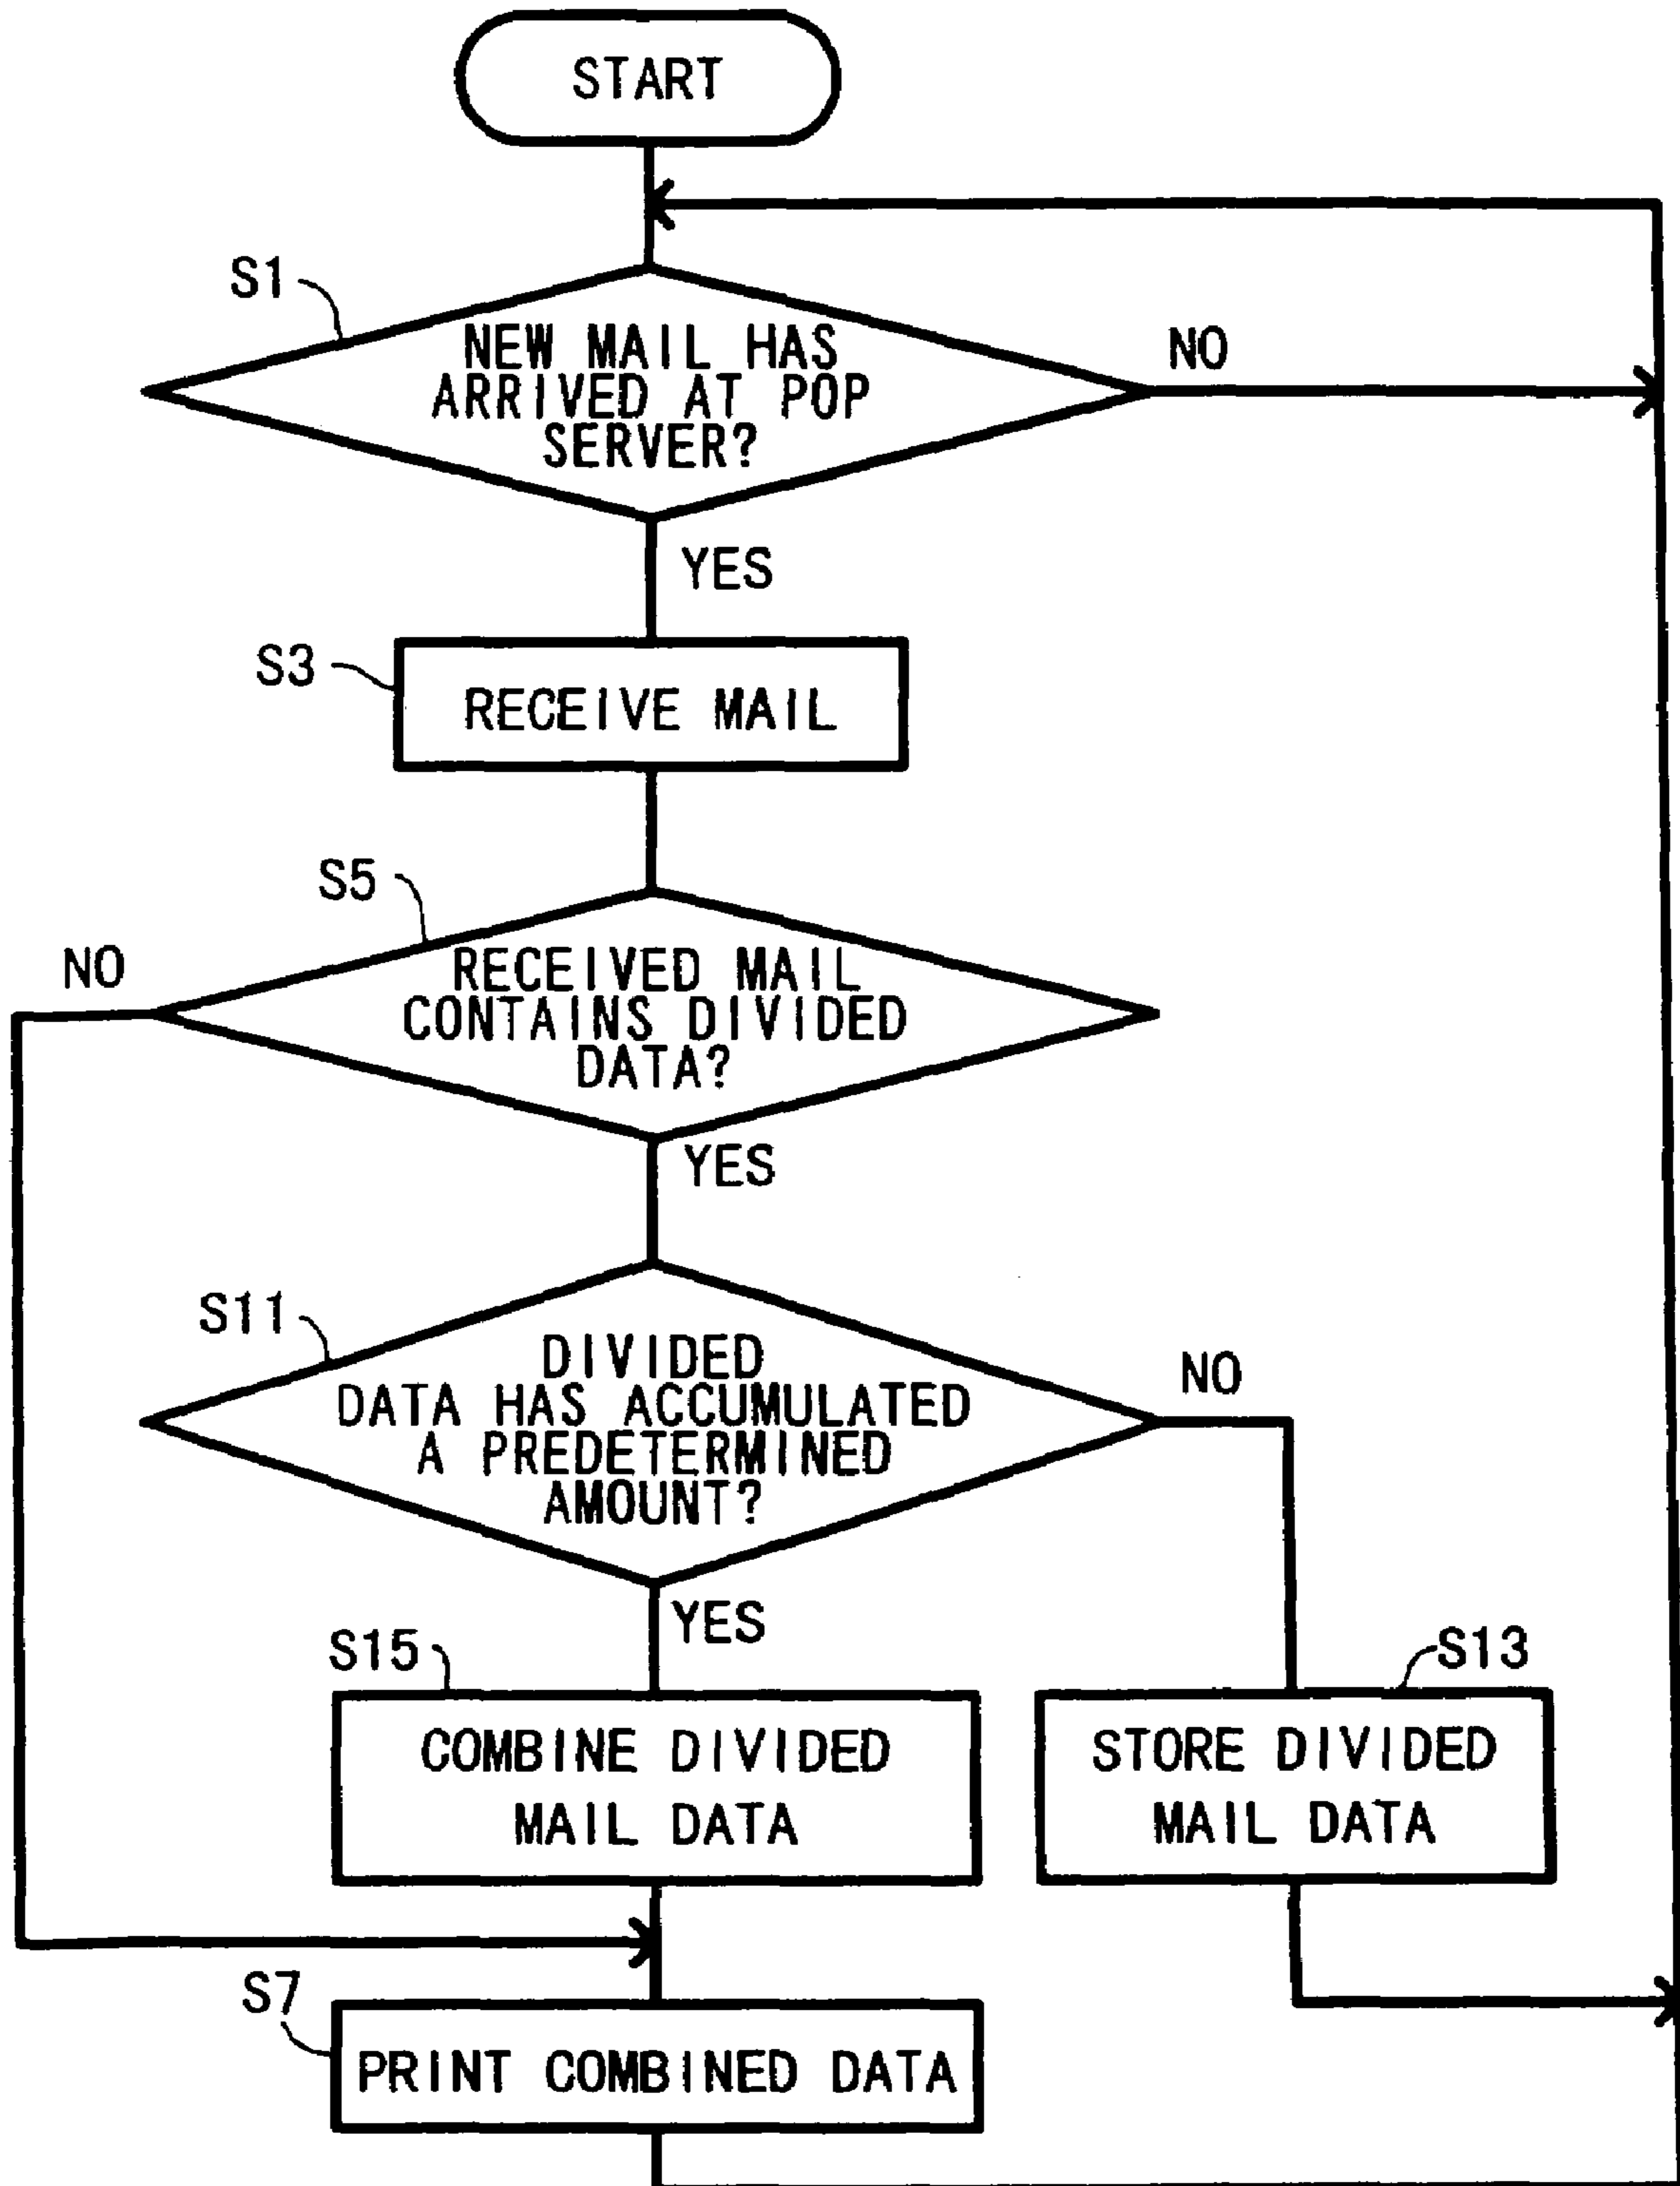 START
S1
NEW MAIL HAS
ARRIVED AT POP
SERVER?
NO
YES
S3
RECEIVE MAIL
S5
NO
RECEIVED MAIL
CONTAINS DIVIDED
DATA?
YES
S11
DIVIDED
DATA HAS ACCUMULATED
A PREDETERMINED
AMOUNT?
NO
YES
S15
COMBINE DIVIDED
MAIL DATA
S13
STORE DIVIDED
MAIL DATA
S7
PRINT COMBINED DATA